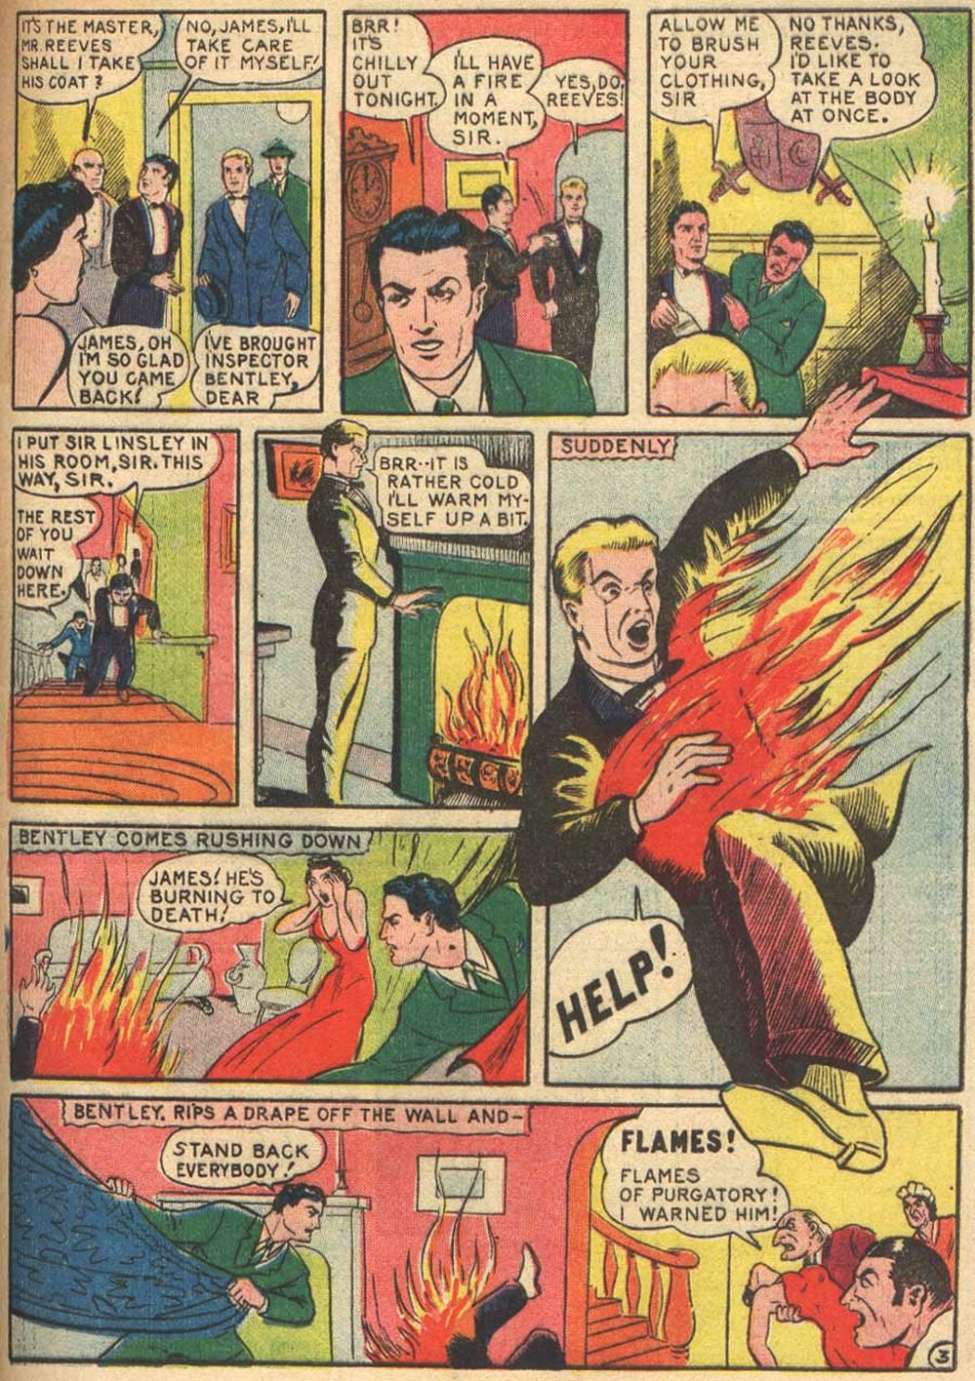 IT'S THE MASTER,
MR. REEVES
SHALL I TAKE
HIS COAT?
NO, JAMES, I'LL
TAKE CARE
OF IT MYSELF!
JAMES, OH
I'M SO GLAD
YOU CAME
BACK!
I'VE BROUGHT
INSPECTOR
BENTLEY,
DEAR
BRR!
IT'S
CHILLY
OUT
TONIGHT.
I'LL HAVE
A FIRE
IN A
MOMENT,
SIR.
YES, DO,
REEVES!
ALLOW ME
TO BRUSH
YOUR
CLOTHING,
SIR
NO THANKS,
REEVES.
I'D LIKE TO
TAKE A LOOK
AT THE BODY
AT ONCE.
I PUT SIR LINSLEY IN
HIS ROOM, SIR. THIS
WAY, SIR.
THE REST
OF YOU
WAIT
DOWN
HERE.
BRR--IT IS
RATHER COLD
I'LL WARM MY-
SELF UP A BIT.
SUDDENLY
HELP!
BENTLEY COMES RUSHING DOWN
JAMES! HE'S
BURNING TO
DEATH!
BENTLEY. RIPS A DRAPE OFF THE WALL AND-
STAND BACK
EVERYBODY!
FLAMES!
FLAMES
OF PURGATORY!
I WARNED HIM!
3